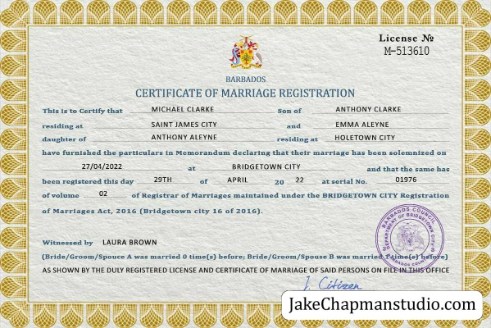 License №
M-513610
BARBADOS
CERTIFICATE OF MARRIAGE REGISTRATION
This is to Certify that MICHAEL CLARKE Son of ANTHONY CLARKE
residing at SAINT JAMES CITY and EMMA ALEYNE
daughter of ANTHONY ALEYNE residing at HOLETOWN CITY
have furnished the particulars in Memorandum declaring that their marriage has been solemnized on
27/04/2022 at BRIDGETOWN CITY and that the same has
been registered this day 29TH of APRIL 20 22 at serial No. 01976
of volume 02 of Registrar of Marriages maintained under the BRIDGETOWN CITY Registration
of Marriages Act, 2016 (Bridgetown city 16 of 2016).
Witnessed by LAURA BROWN
(Bride/Groom/Spouse A was married 0 time(s) before; Bride/Groom/Spouse B was married time(s) before)
AS SHOWN BY THE DULY REGISTERED LICENSE AND CERTIFICATE OF MARRIAGE OF SAID PERSONS ON FILE IN THIS OFFICE
J. Citizen
JakeChapmanstudio.com